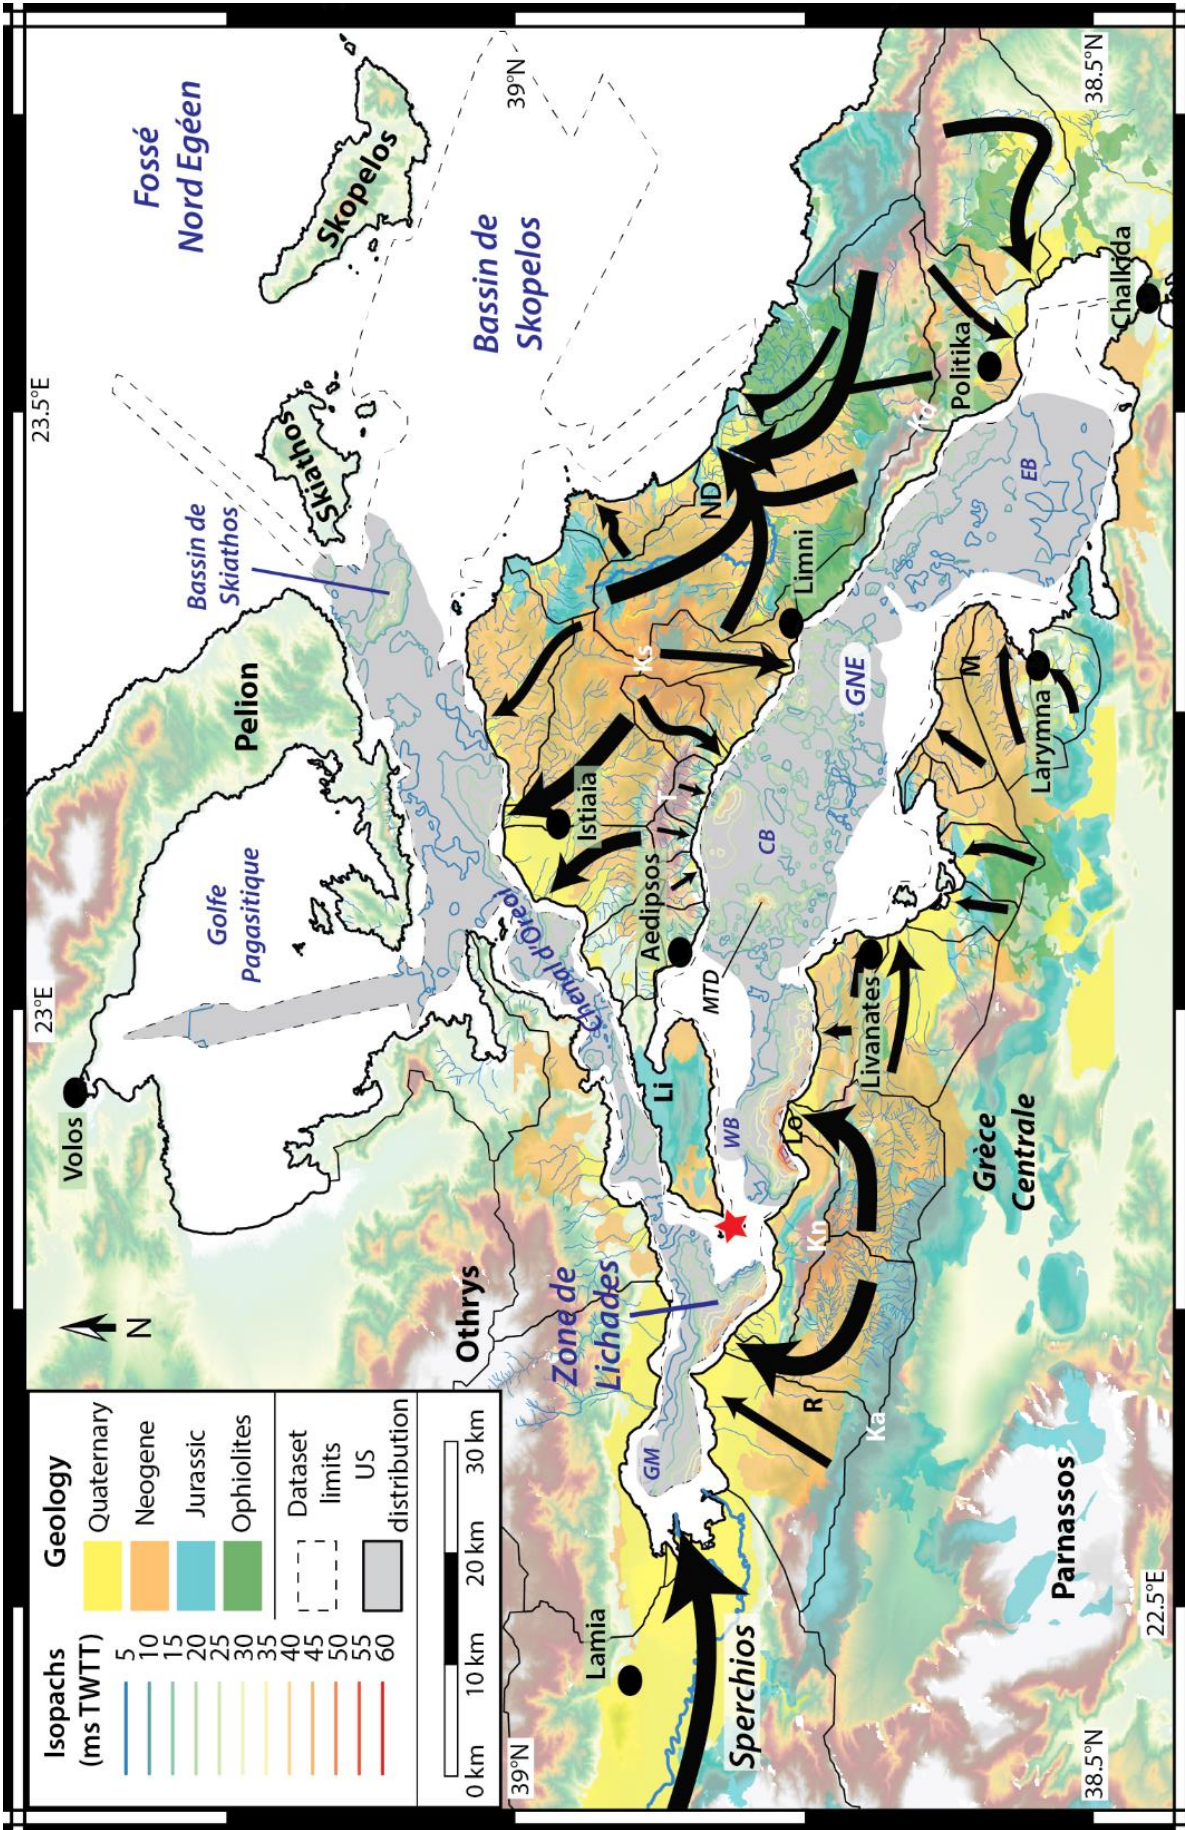 Isopachs
(ms TWTT)
5
10
15
20
25
30
35
40
45
50
55
60
Geology
Quaternary
Neogene
Jurassic
Ophiolites
Dataset
limits
US
distribution
0 km
10 km
20 km
30 km
N
23°E
23.5°E
39°N
39°N
38.5°N
38.5°N
22.5°E
Volos
Golfe
Pagasitique
Pelion
Bassin de
Skiathos
Skiathos
Fossé
Nord Egéen
Skopelos
Bassin de
Skopelos
Othrys
Zone de
Lichades
Chenal d'Oreoi
Istiaia
Ks
ND
Lamia
GM
Li
Aedipsos
T
Limni
Kd
Politika
Sperchios
WB
MTD
CB
GNE
EB
Chalkida
R
Kn
Lo
Livanates
M
Larymna
Ka
Grèce
Centrale
Parnassos